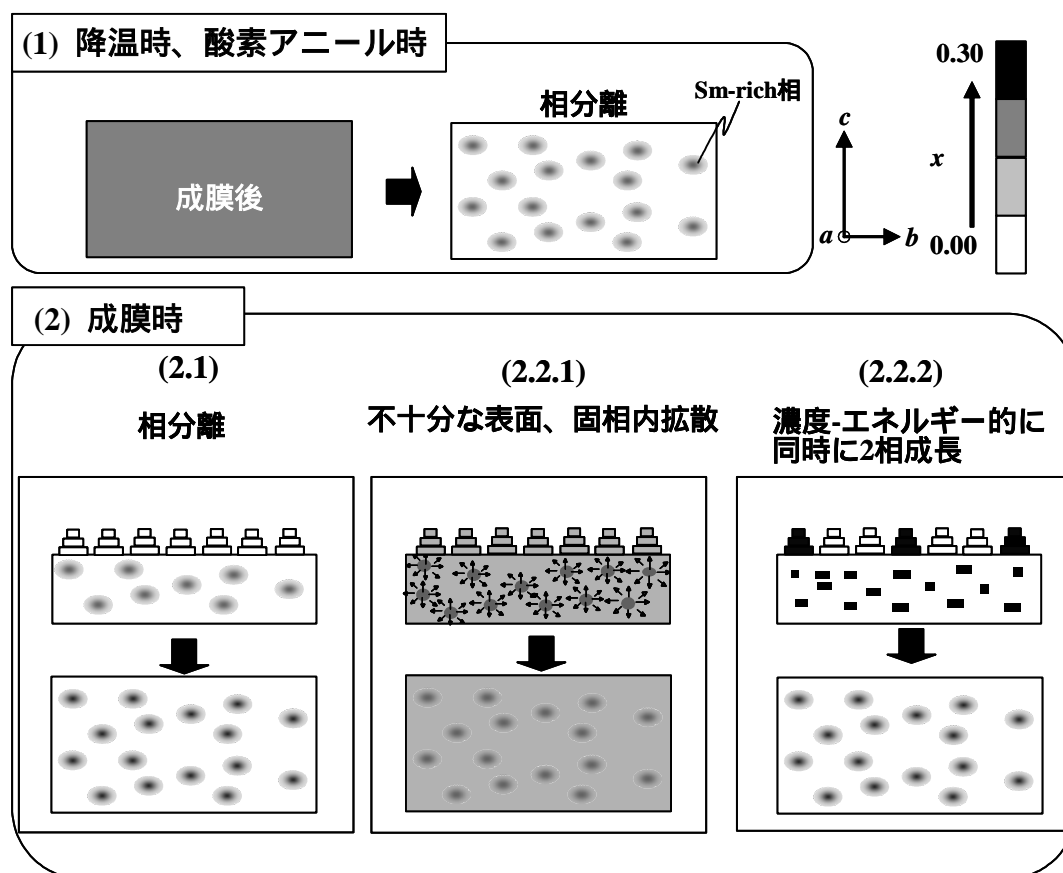 (1) 降温時、酸素アニール時
相分離
Sm-rich相
成膜後
c
a
b
0.30
x
0.00
(2) 成膜時
(2.1)
相分離
(2.2.1)
不十分な表面、固相内拡散
(2.2.2)
濃度-エネルギー的に
同時に2相成長